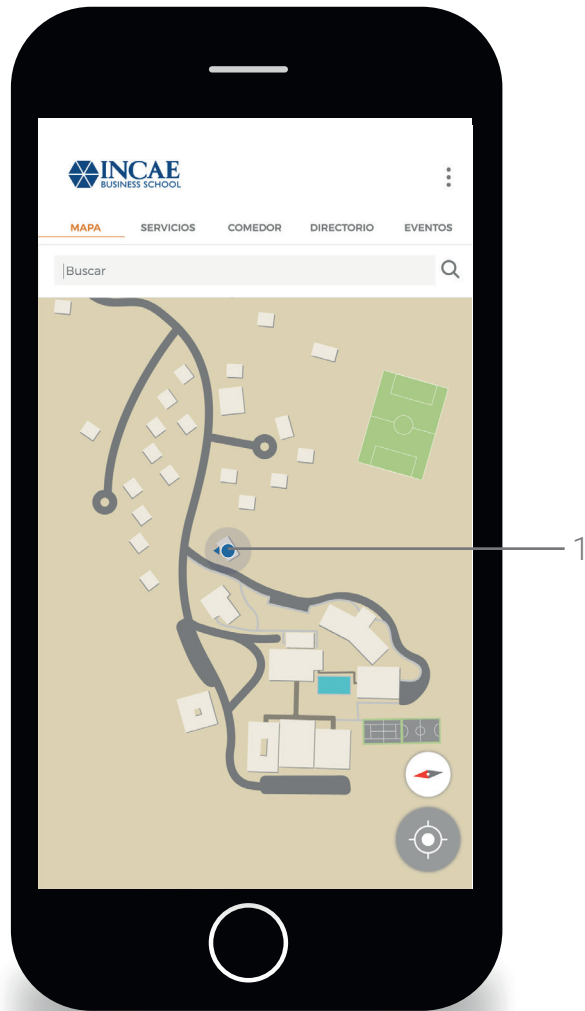 INCAE
BUSINESS SCHOOL
MAPA SERVICIOS COMEDOR DIRECTORIO EVENTOS
Buscar
1